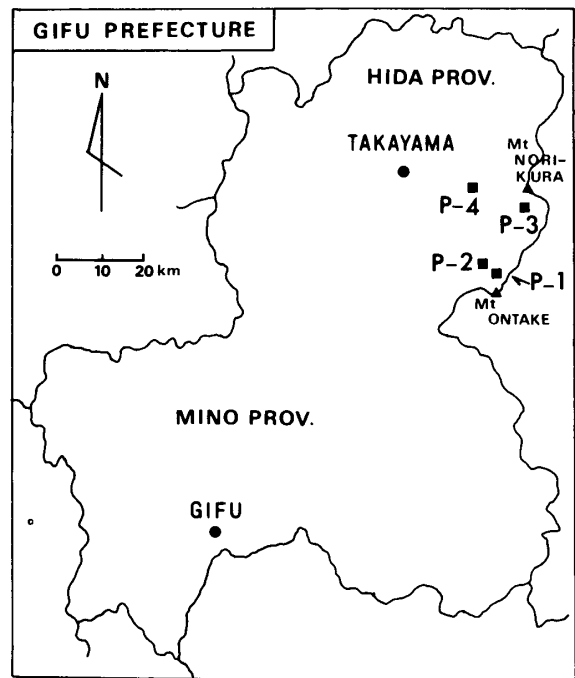 GIFU PREFECTURE
N
HIDA PROV.
TAKAYAMA
Mt
NORI-
KURA
P-4
P-3
0 10 20 km
P-2
P-1
Mt
ONTAKE
MINO PROV.
GIFU